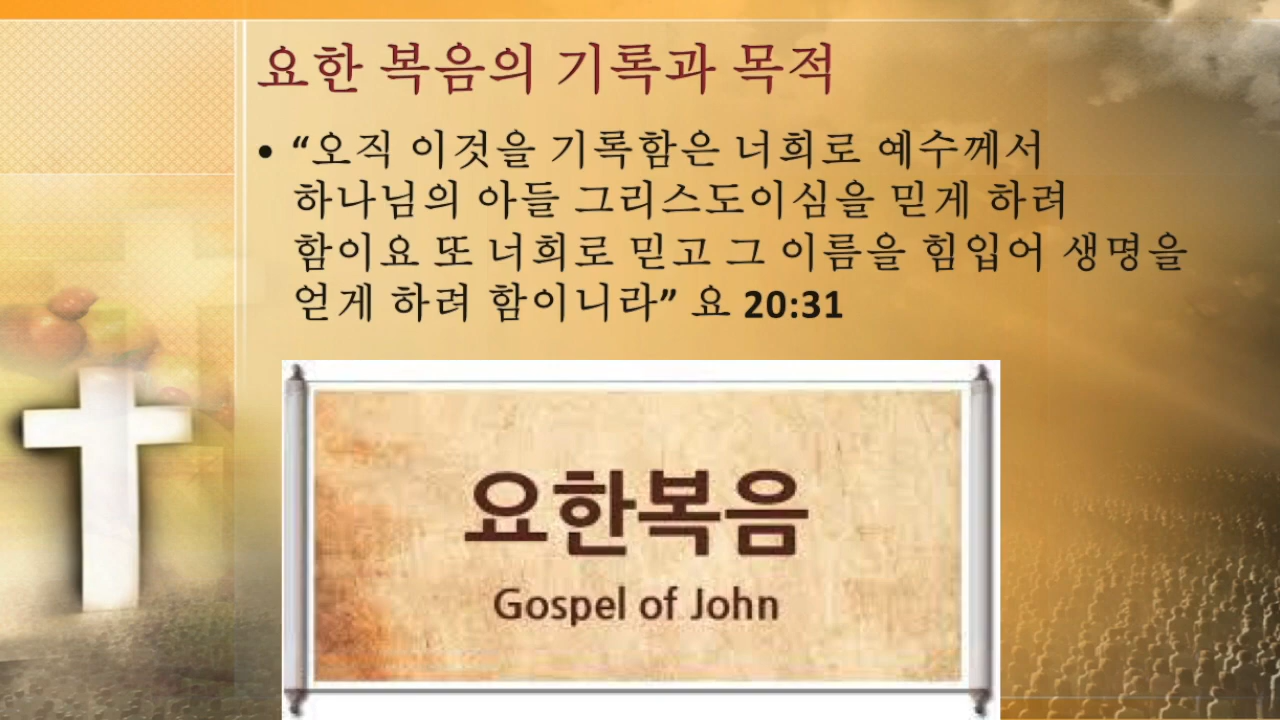 요한 복음의 기록과 목적
• “오직 이것을 기록함은 너희로 예수께서
하나님의 아들 그리스도이심을 믿게 하려
함이요 또 너희로 믿고 그 이름을 힘입어 생명을
얻게 하려 함이니라” 요 20:31
요한복음
Gospel of John